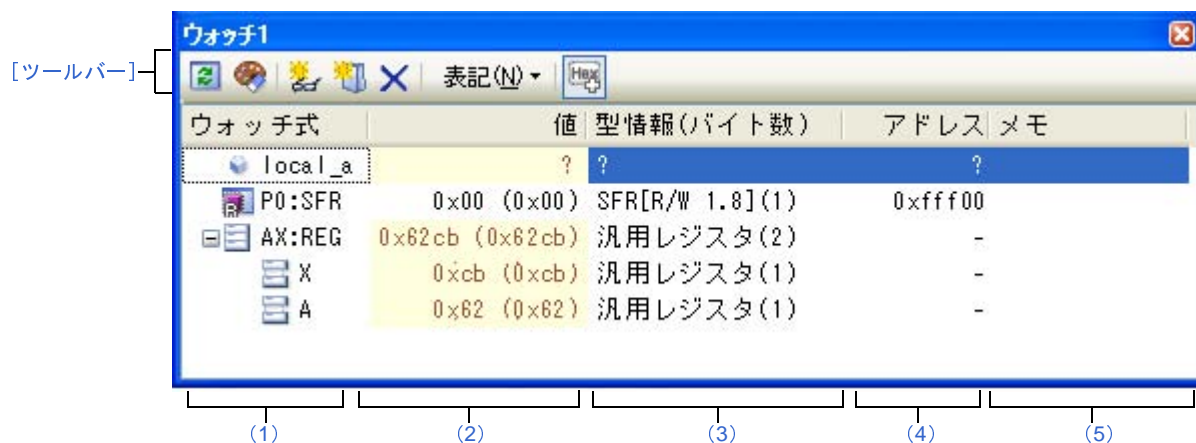 ウォッチ1
[ツールバー]
表記(N)▾ Hex
ウォッチ式 値 型情報(バイト数) アドレス メモ
local_a ? ? ?
P0:SFR 0x00 (0x00) SFR[R/W 1.8](1) 0xfff00
AX:REG 0x62cb (0x62cb) 汎用レジスタ(2) -
X 0xcb (0xcb) 汎用レジスタ(1) -
A 0x62 (0x62) 汎用レジスタ(1) -
(1) (2) (3) (4) (5)